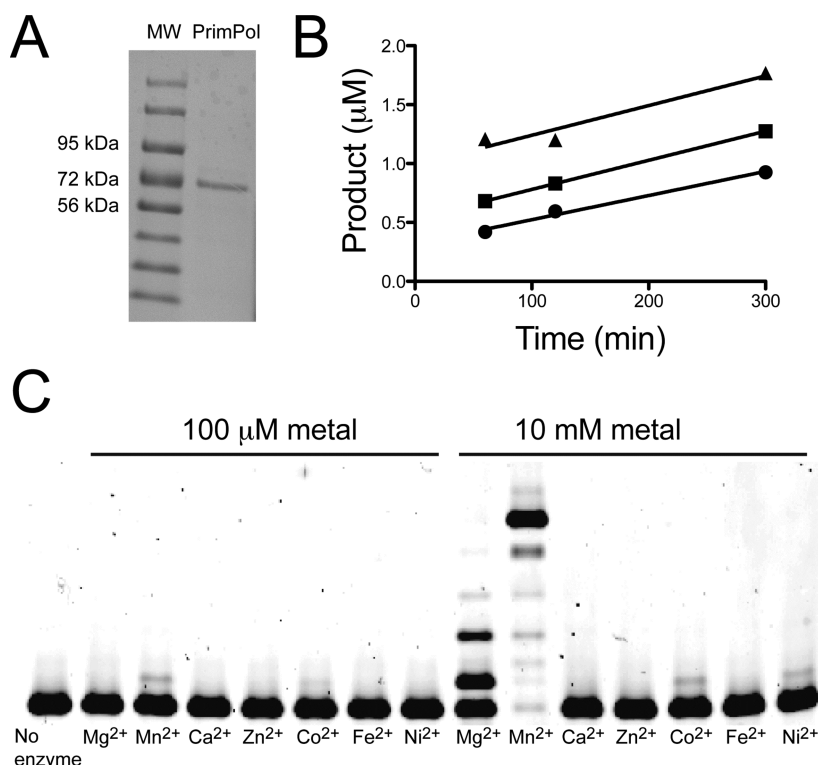 A
MW PrimPol
95 kDa
72 kDa
56 kDa
B
Product (μM)
2.0
1.5
1.0
0.5
0.0
0 100 200 300
Time (min)
C
100 μM metal 10 mM metal
No enzyme Mg²⁺ Mn²⁺ Ca²⁺ Zn²⁺ Co²⁺ Fe²⁺ Ni²⁺ Mg²⁺ Mn²⁺ Ca²⁺ Zn²⁺ Co²⁺ Fe²⁺ Ni²⁺